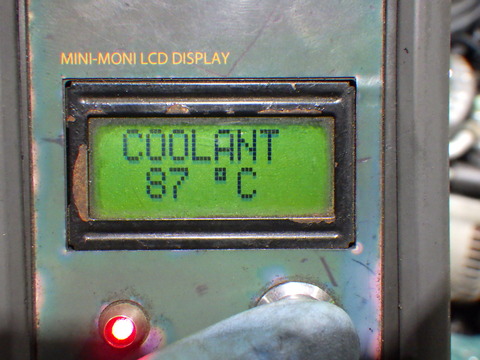 MINI-MONI LCD DISPLAY
COOLANT
87 °C